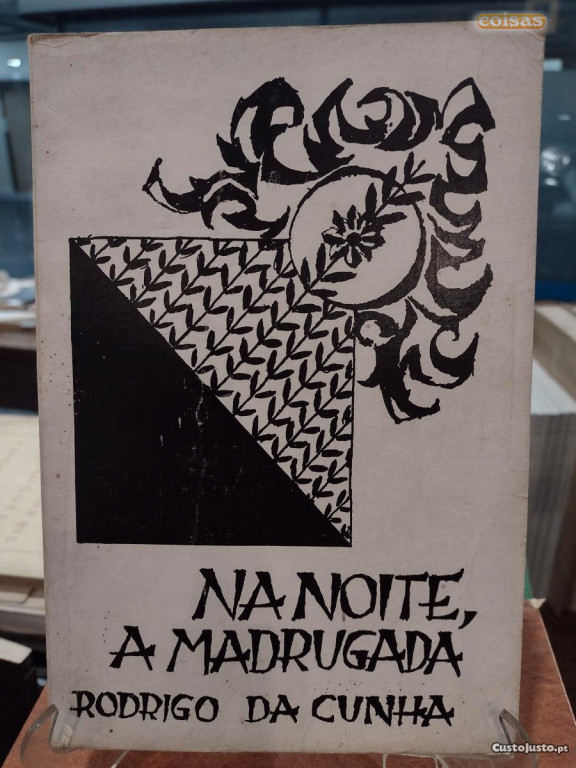 coisas
NA NOITE,
A MADRUGADA
RODRIGO DA CUNHA
CustoJusto.pt